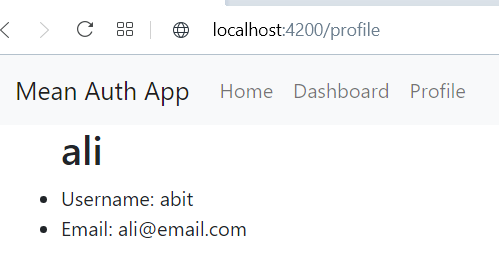 localhost:4200/profile
Mean Auth App Home Dashboard Profile
ali
Username: abit
Email: ali@email.com